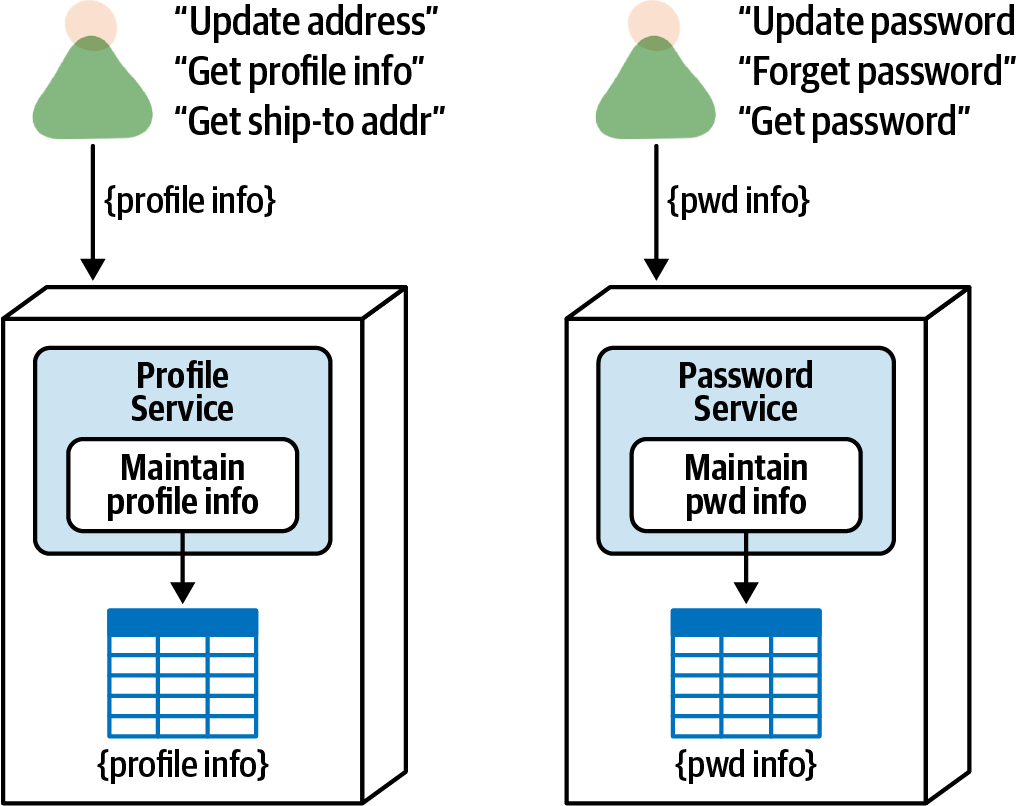 “Update address”
“Get profile info”
“Get ship-to addr”
{profile info}
Profile
Service
Maintain
profile info
{profile info}
“Update password
“Forget password”
“Get password”
{pwd info}
Password
Service
Maintain
pwd info
{pwd info}